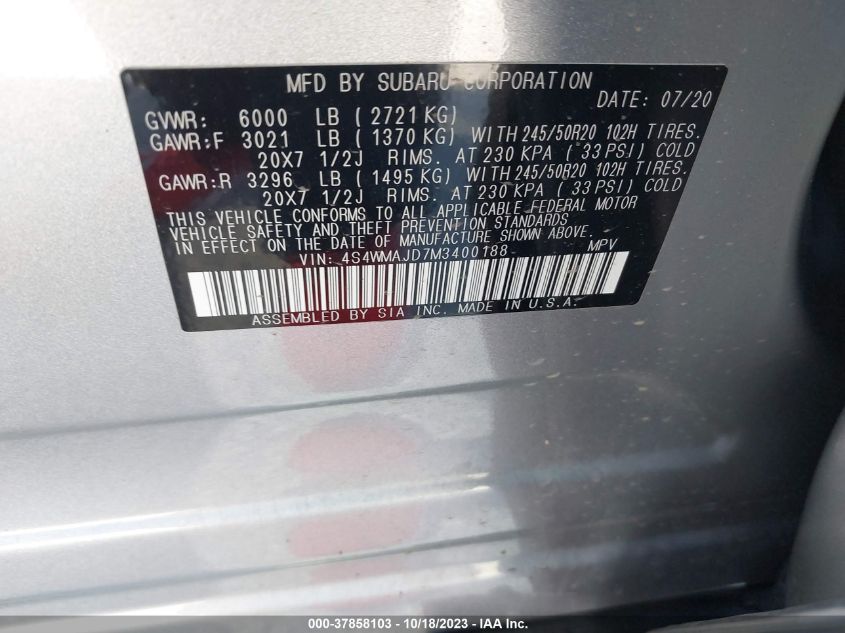 MFD BY SUBARU CORPORATION
DATE: 07/20
GVWR: 6000 LB ( 2721 KG)
GAWR:F 3021 LB ( 1370 KG) WITH 245/50R20 102H TIRES.
20X7 1/2J RIMS. AT 230 KPA ( 33 PSI) COLD
GAWR:R 3296 LB ( 1495 KG) WITH 245/50R20 102H TIRES.
20X7 1/2J RIMS. AT 230 KPA ( 33 PSI) COLD
THIS VEHICLE CONFORMS TO ALL APPLICABLE FEDERAL MOTOR
VEHICLE SAFETY AND THEFT PREVENTION STANDARDS
IN EFFECT ON THE DATE OF MANUFACTURE SHOWN ABOVE.
VIN: 4S4WMAJD7M3400188 MPV
ASSEMBLED BY SIA INC. MADE IN U.S.A.
000-37858103 - 10/18/2023 - IAA Inc.